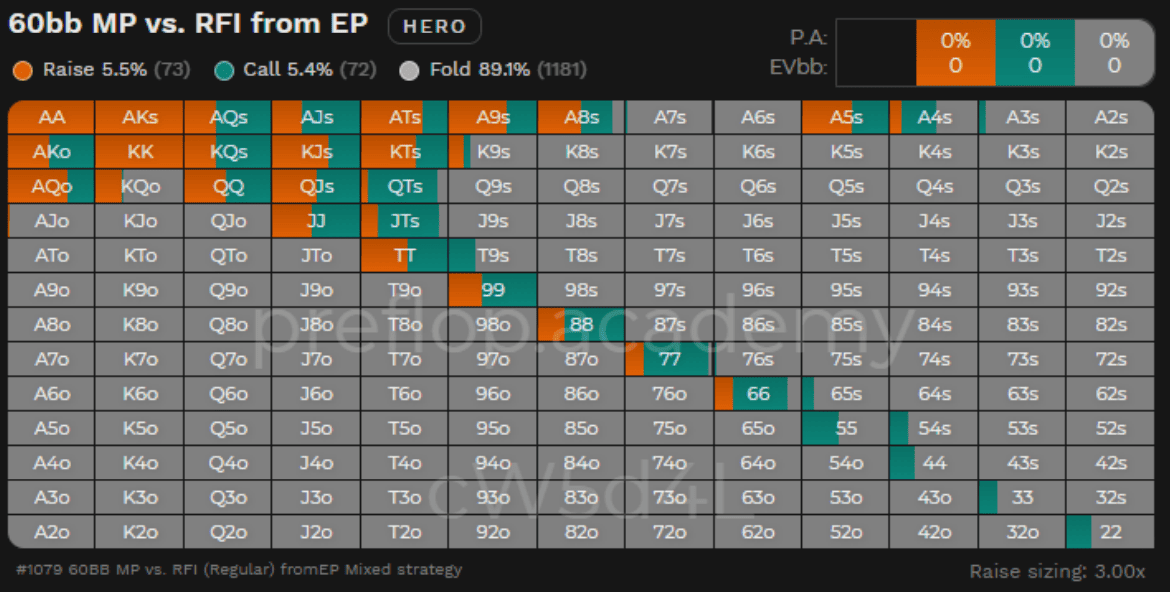 60bb MP vs. RFI from EP HERO
P.A: 0% 0% 0%
EVbb: 0 0 0
Raise 5.5% (73) Call 5.4% (72) Fold 89.1% (1181)
AA AKs AQs AJs ATs A9s A8s A7s A6s A5s A4s A3s A2s
AKo KK KQs KJs KTs K9s K8s K7s K6s K5s K4s K3s K2s
AQo KQo QQ QJs QTs Q9s Q8s Q7s Q6s Q5s Q4s Q3s Q2s
AJo KJo QJo JJ JTs J9s J8s J7s J6s J5s J4s J3s J2s
ATo KTo QTo JTo TT T9s T8s T7s T6s T5s T4s T3s T2s
A9o K9o Q9o J9o T9o 99 98s 97s 96s 95s 94s 93s 92s
A8o K8o Q8o J8o T8o 98o 88 87s 86s 85s 84s 83s 82s
preflop.academy
A7o K7o Q7o J7o T7o 97o 87o 77 76s 75s 74s 73s 72s
A6o K6o Q6o J6o T6o 96o 86o 76o 66 65s 64s 63s 62s
A5o K5o Q5o J5o T5o 95o 85o 75o 65o 55 54s 53s 52s
A4o K4o Q4o J4o T4o 94o 84o 74o 64o 54o 44 43s 42s
cW5d4L
A3o K3o Q3o J3o T3o 93o 83o 73o 63o 53o 43o 33 32s
A2o K2o Q2o J2o T2o 92o 82o 72o 62o 52o 42o 32o 22
#1079 60BB MP vs. RFI (Regular) fromEP Mixed strategy
Raise sizing: 3.00x